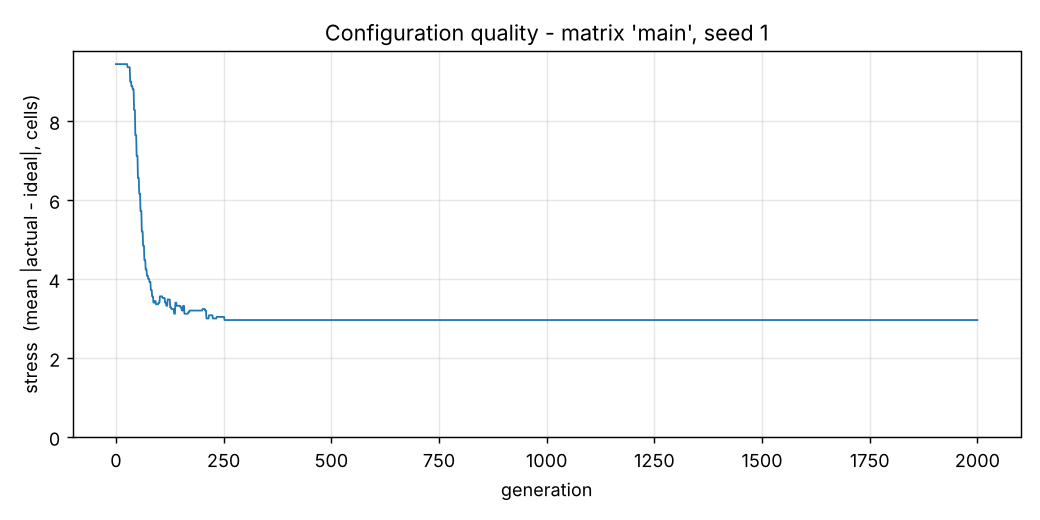 Configuration quality - matrix 'main', seed 1
stress  (mean |actual - ideal|, cells)
8
6
4
2
0
0 250 500 750 1000 1250 1500 1750 2000
generation